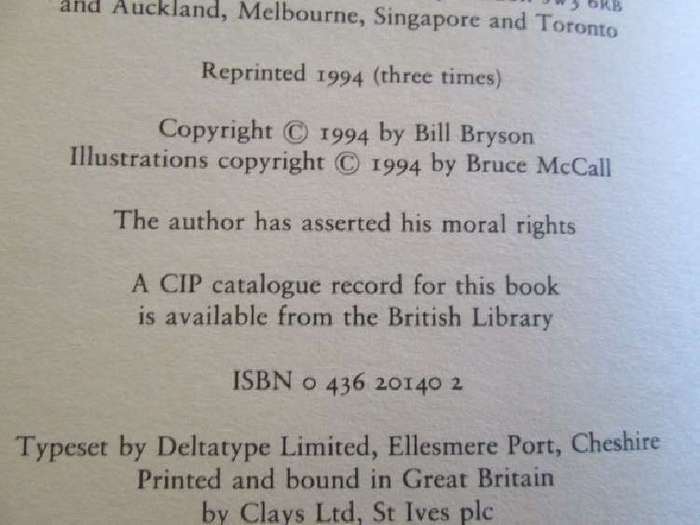 SW3 6RB
and Auckland, Melbourne, Singapore and Toronto
Reprinted 1994 (three times)
Copyright © 1994 by Bill Bryson
Illustrations copyright © 1994 by Bruce McCall
The author has asserted his moral rights
A CIP catalogue record for this book
is available from the British Library
ISBN 0 436 20140 2
Typeset by Deltatype Limited, Ellesmere Port, Cheshire
Printed and bound in Great Britain
by Clays Ltd, St Ives plc